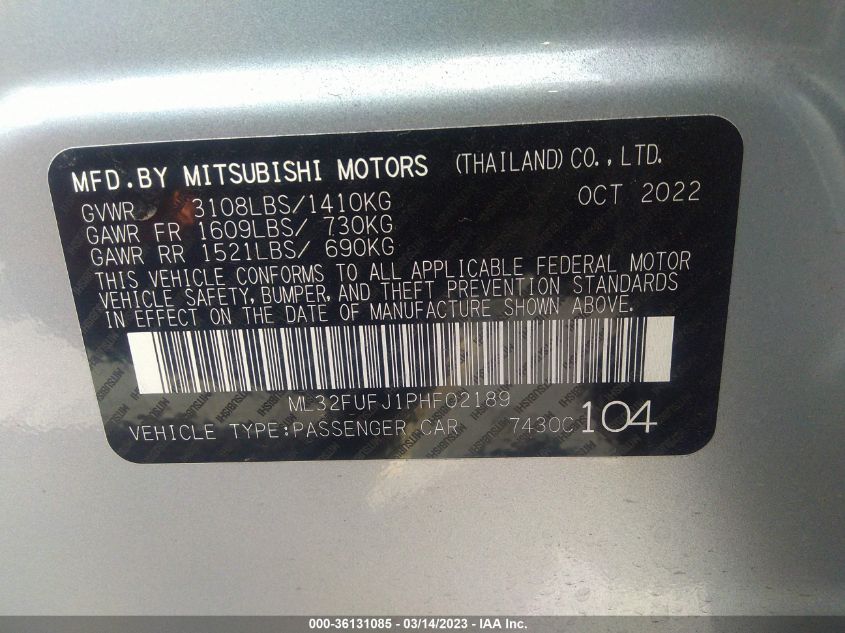 MFD.BY MITSUBISHI MOTORS (THAILAND) CO., LTD.
GVWR 3108LBS/1410KG OCT 2022
GAWR FR 1609LBS/ 730KG
GAWR RR 1521LBS/ 690KG
THIS VEHICLE CONFORMS TO ALL APPLICABLE FEDERAL MOTOR
VEHICLE SAFETY, BUMPER, AND THEFT PREVENTION STANDARDS
IN EFFECT ON THE DATE OF MANUFACTURE SHOWN ABOVE.
ML32FUFJ1PHF02189
VEHICLE TYPE:PASSENGER CAR 7430C104
000-36131085 - 03/14/2023 - IAA Inc.